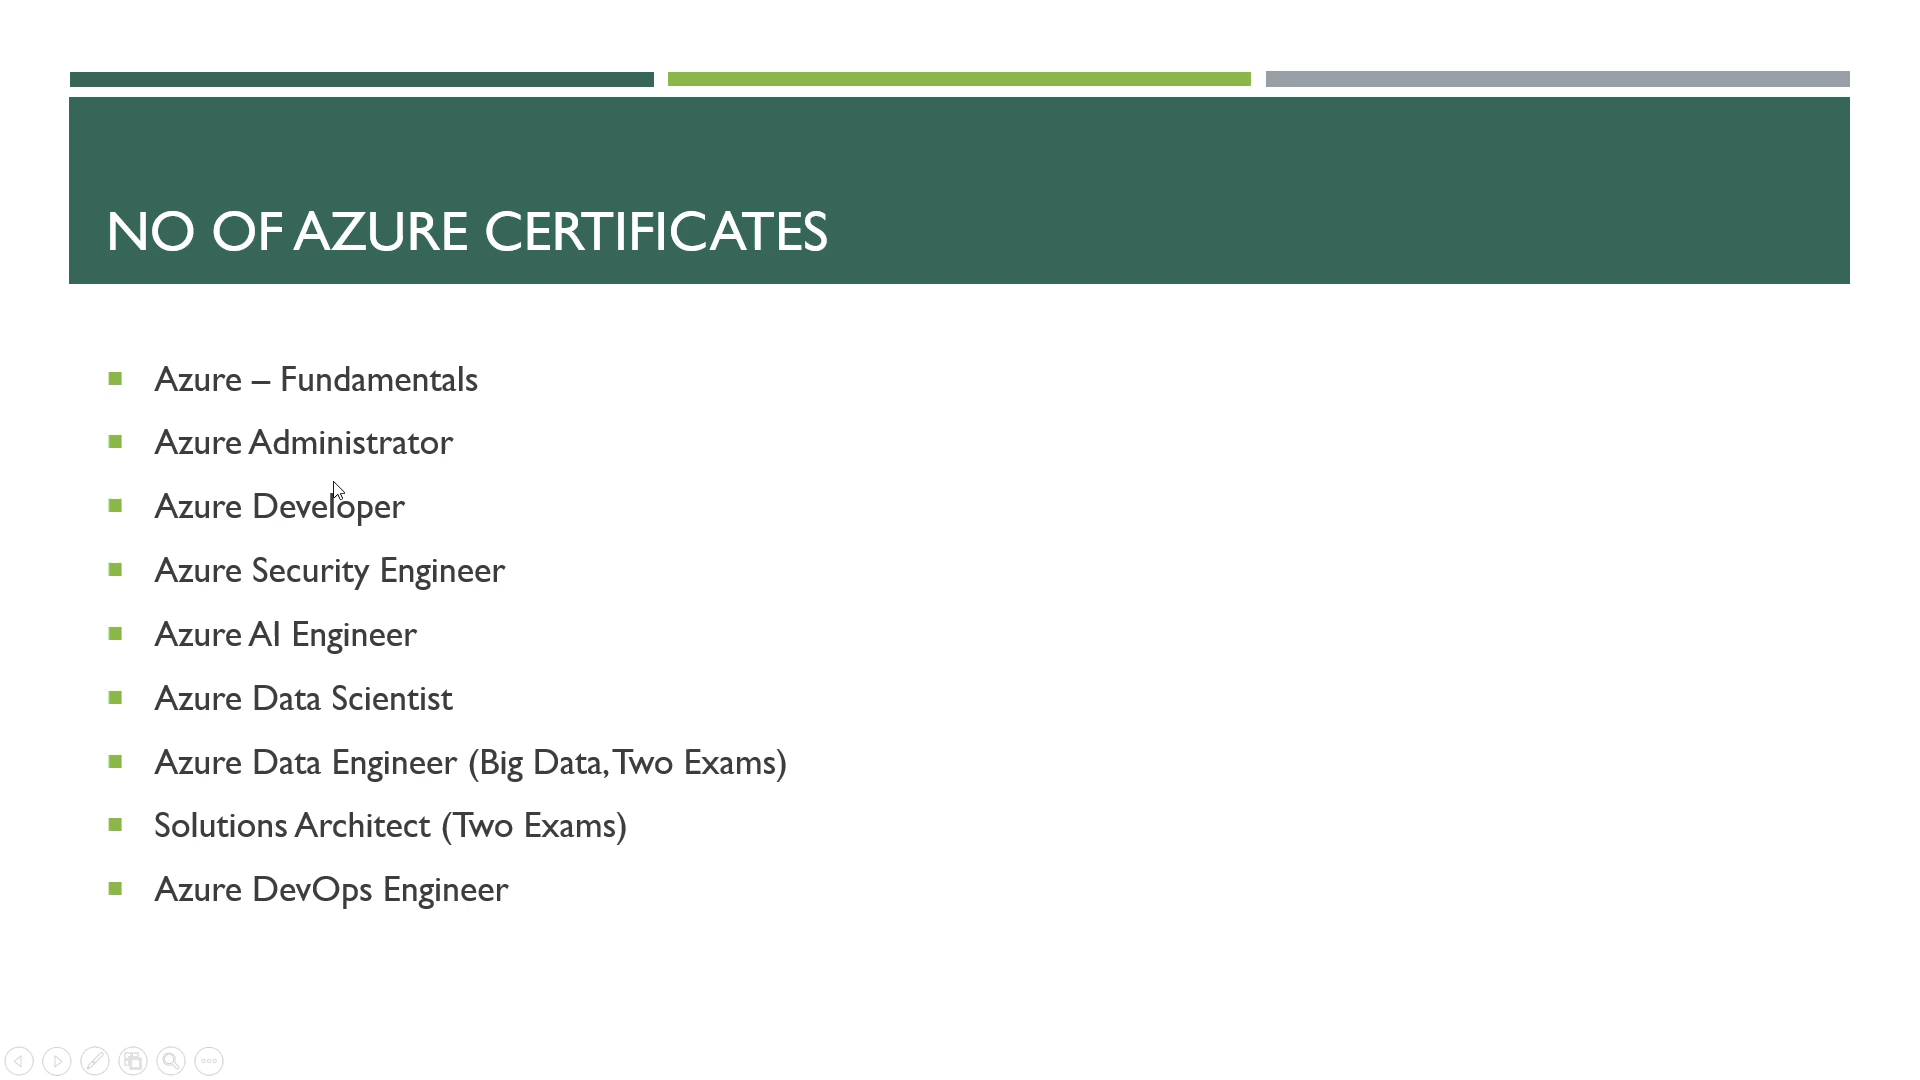 NO OF AZURE CERTIFICATES
Azure – Fundamentals
Azure Administrator
Azure Developer
Azure Security Engineer
Azure AI Engineer
Azure Data Scientist
Azure Data Engineer (Big Data, Two Exams)
Solutions Architect (Two Exams)
Azure DevOps Engineer